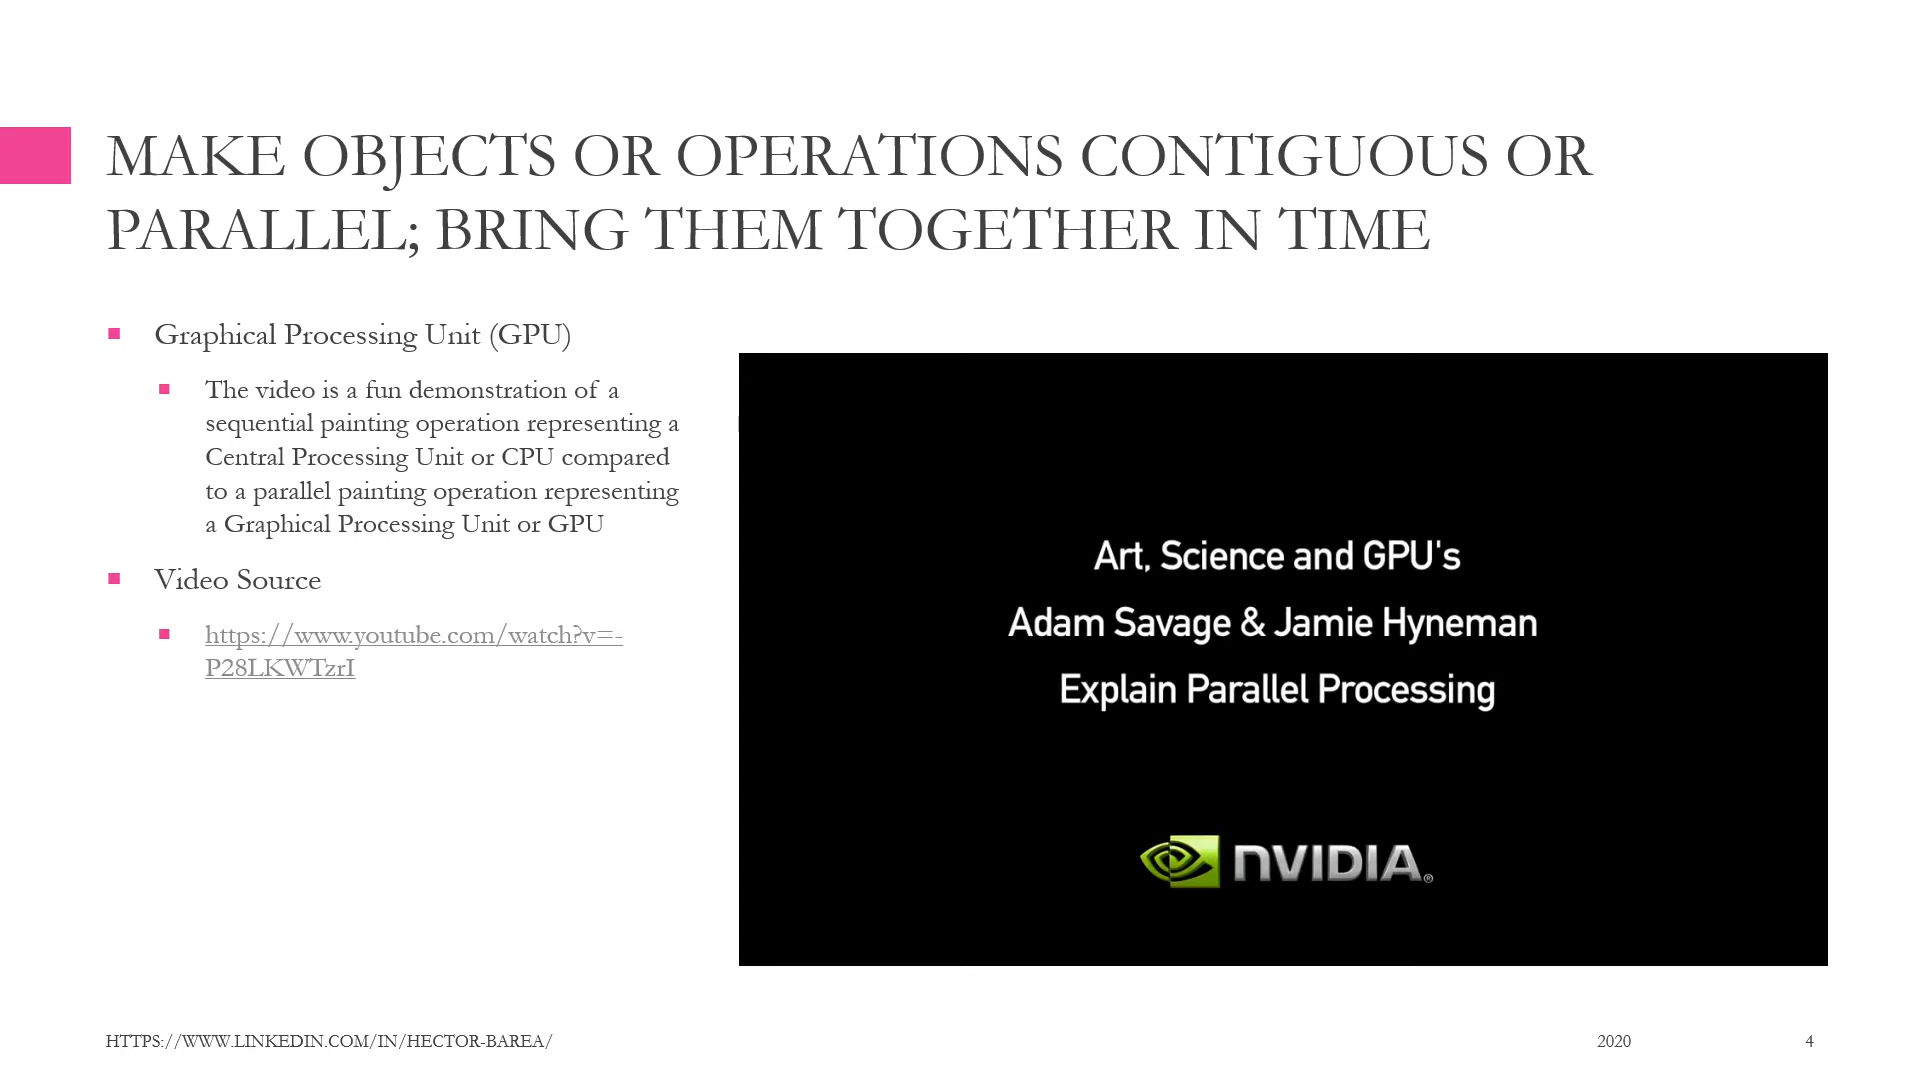 MAKE OBJECTS OR OPERATIONS CONTIGUOUS OR
PARALLEL; BRING THEM TOGETHER IN TIME
Graphical Processing Unit (GPU)
The video is a fun demonstration of a
sequential painting operation representing a
Central Processing Unit or CPU compared
to a parallel painting operation representing
a Graphical Processing Unit or GPU
Video Source
https://www.youtube.com/watch?v=-
P28LKWTzrI
Art, Science and GPU's
Adam Savage & Jamie Hyneman
Explain Parallel Processing
NVIDIA®
HTTPS://WWW.LINKEDIN.COM/IN/HECTOR-BAREA/
2020
4